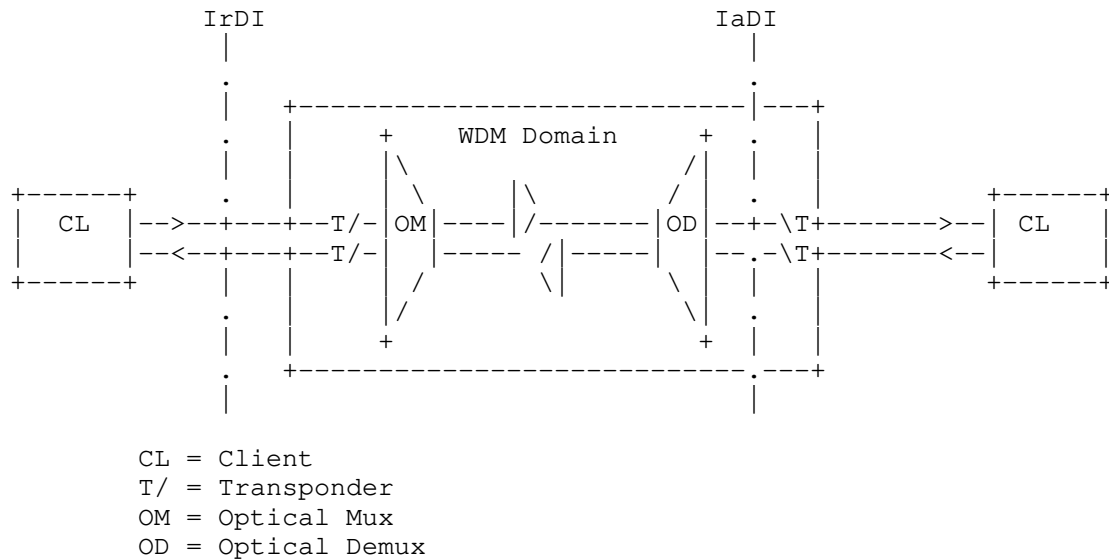 IrDI IaDI
WDM Domain
CL T/ OM OD \T CL
T/ \T
CL = Client
T/ = Transponder
OM = Optical Mux
OD = Optical Demux